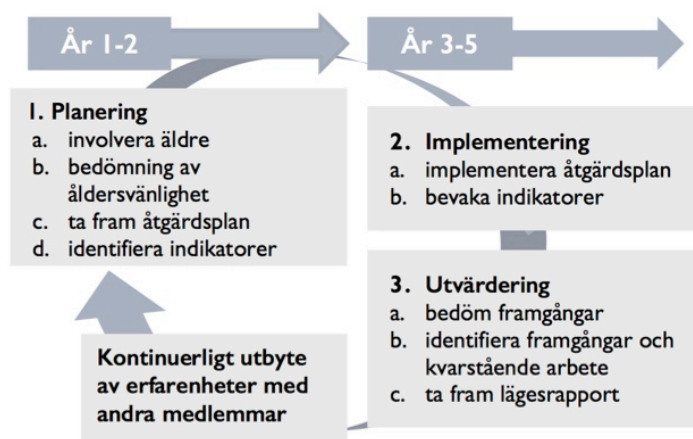 År 1-2
År 3-5
1. Planering
a. involvera äldre
b. bedömning av
åldersvänlighet
c. ta fram åtgärdsplan
d. identifiera indikatorer
2. Implementering
a. implementera åtgärdsplan
b. bevaka indikatorer
3. Utvärdering
a. bedöm framgångar
b. identifiera framgångar och
kvarstående arbete
c. ta fram lägesrapport
Kontinuerligt utbyte
av erfarenheter med
andra medlemmar